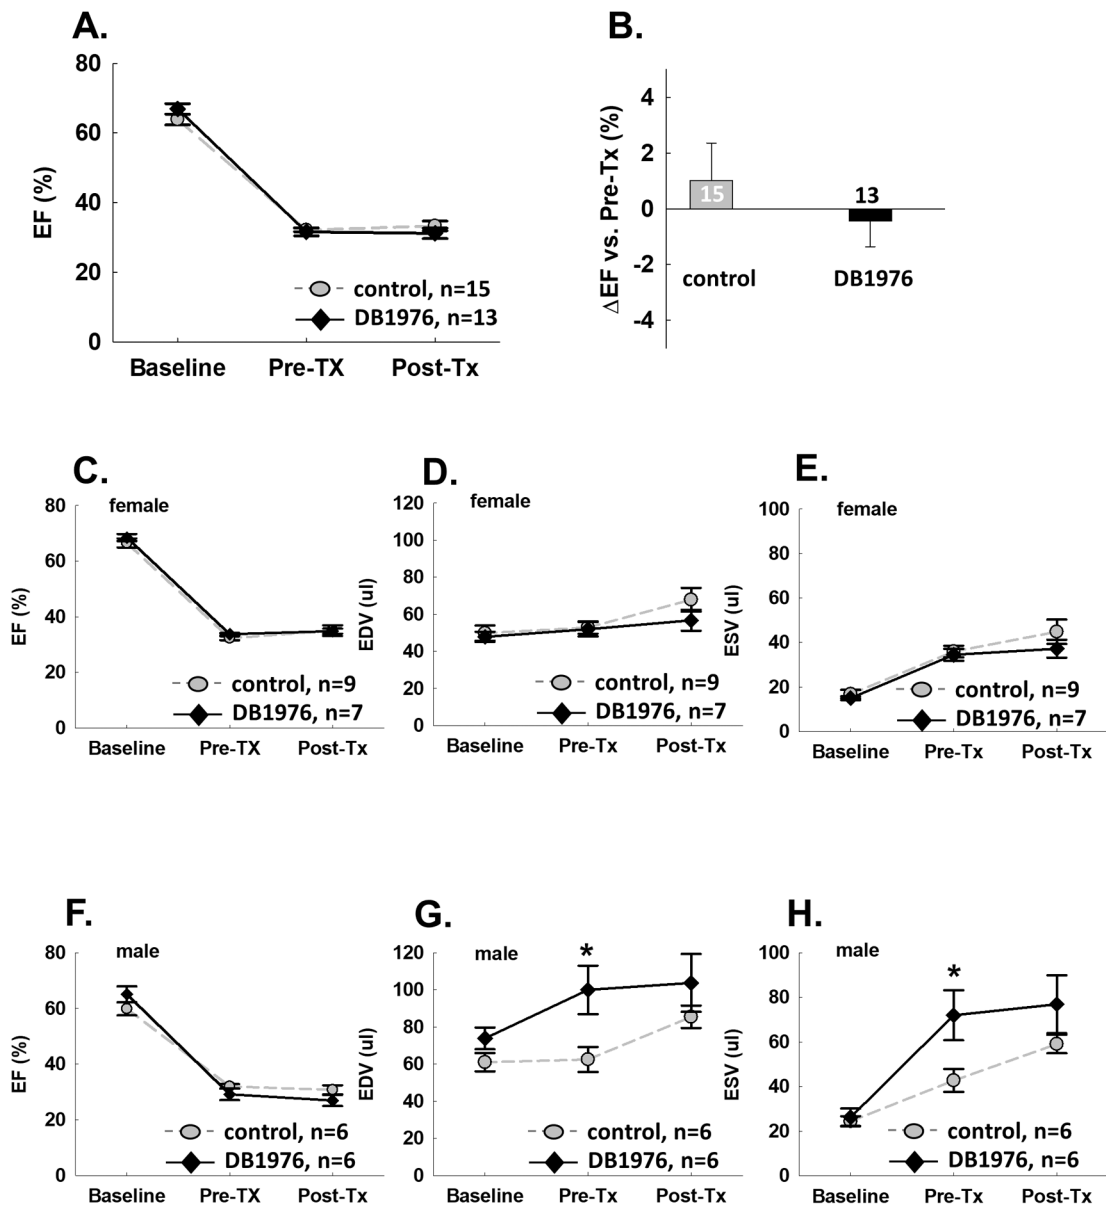 A.
80
60
40
20
0
EF (%)
control, n=15
DB1976, n=13
Baseline Pre-TX Post-Tx
B.
4
2
0
-2
-4
ΔEF vs. Pre-Tx (%)
15
13
control DB1976
C.
female
80
60
40
20
0
EF (%)
control, n=9
DB1976, n=7
Baseline Pre-TX Post-Tx
D.
female
120
100
80
60
40
20
0
EDV (ul)
control, n=9
DB1976, n=7
Baseline Pre-Tx Post-Tx
E.
female
100
80
60
40
20
0
ESV (ul)
control, n=9
DB1976, n=7
Baseline Pre-Tx Post-Tx
F.
male
80
60
40
20
0
EF (%)
control, n=6
DB1976, n=6
Baseline Pre-TX Post-Tx
G.
male
*
120
100
80
60
40
20
0
EDV (ul)
control, n=6
DB1976, n=6
Baseline Pre-Tx Post-Tx
H.
male
*
100
80
60
40
20
0
ESV (ul)
control, n=6
DB1976, n=6
Baseline Pre-Tx Post-Tx